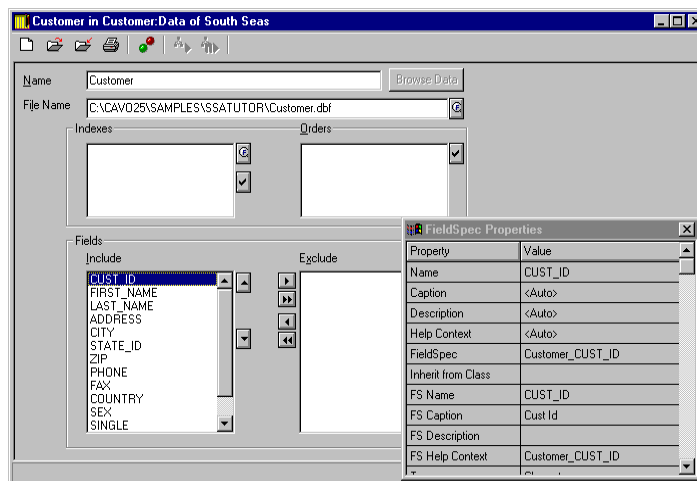 Customer in Customer:Data of South Seas
Name Customer Browse Data
File Name C:\CAVO25\SAMPLES\SSATUTOR\Customer.dbf
Indexes Orders
Fields
Include Exclude
CUST_ID
FIRST_NAME
LAST_NAME
ADDRESS
CITY
STATE_ID
ZIP
PHONE
FAX
COUNTRY
SEX
SINGLE
FieldSpec Properties
Property Value
Name CUST_ID
Caption <Auto>
Description <Auto>
Help Context <Auto>
FieldSpec Customer_CUST_ID
Inherit from Class
FS Name CUST_ID
FS Caption Cust Id
FS Description
FS Help Context Customer_CUST_ID